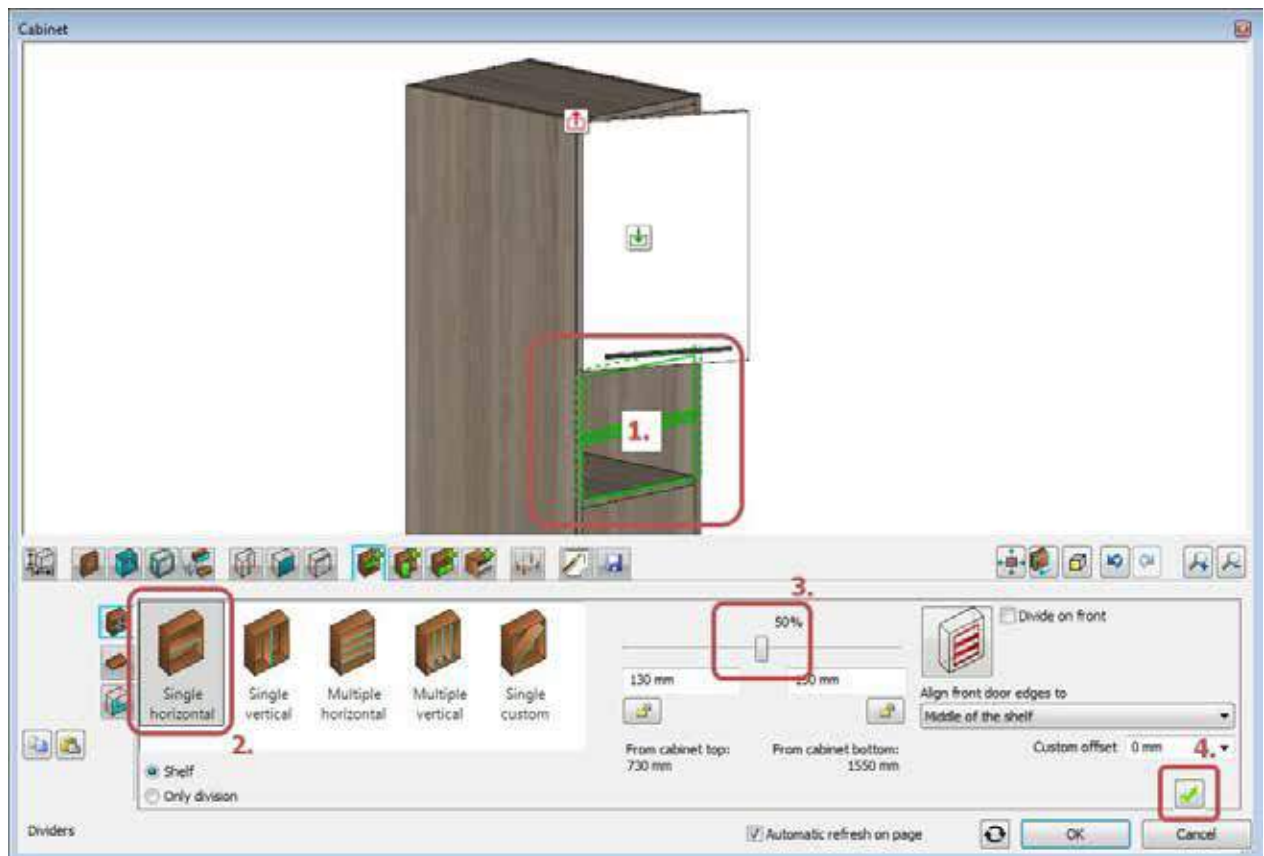 Cabinet
1.
3.
50%
Divide on front
130 mm
Single
horizontal
Single
vertical
Multiple
horizontal
Multiple
vertical
Single
custom
Align front door edges to
Middle of the shelf
2.
From cabinet top:
730 mm
From cabinet bottom:
1550 mm
Custom offset 0 mm
4.
Shelf
Only division
Dividers
Automatic refresh on page
OK
Cancel